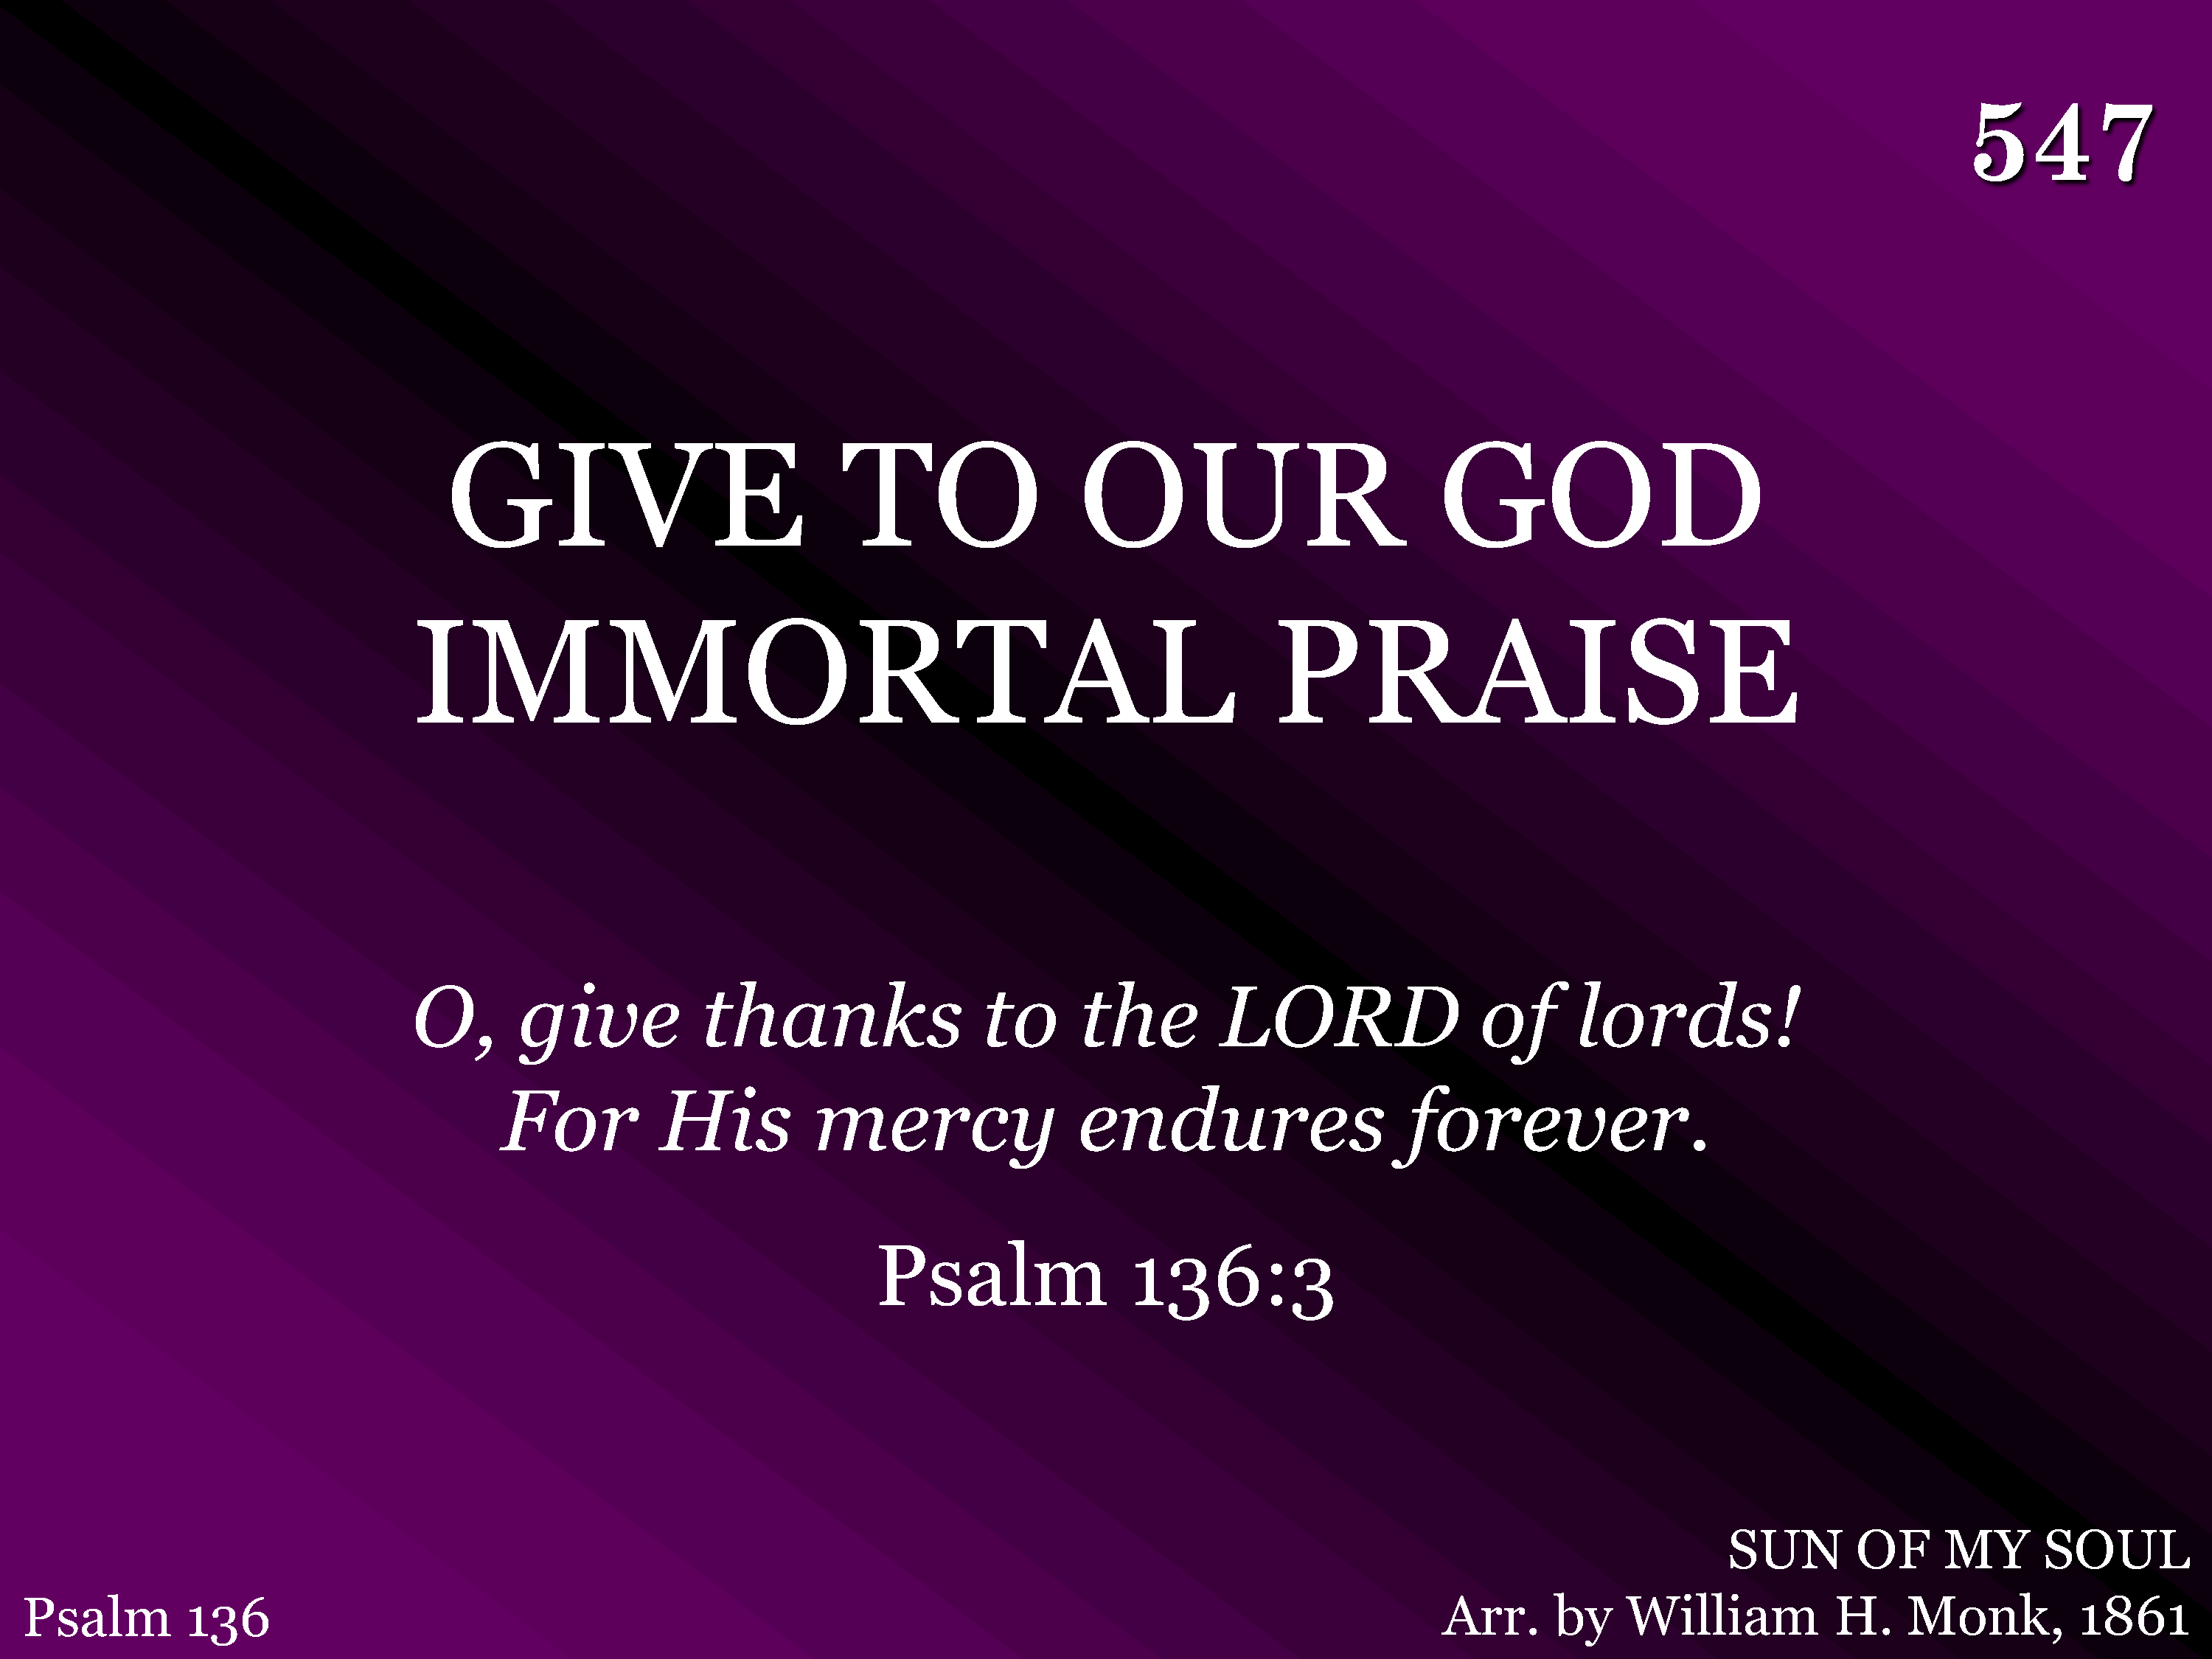 547
GIVE TO OUR GOD
IMMORTAL PRAISE
O, give thanks to the LORD of lords!
For His mercy endures forever.
Psalm 136:3
SUN OF MY SOUL
Psalm 136
Arr. by William H. Monk, 1861